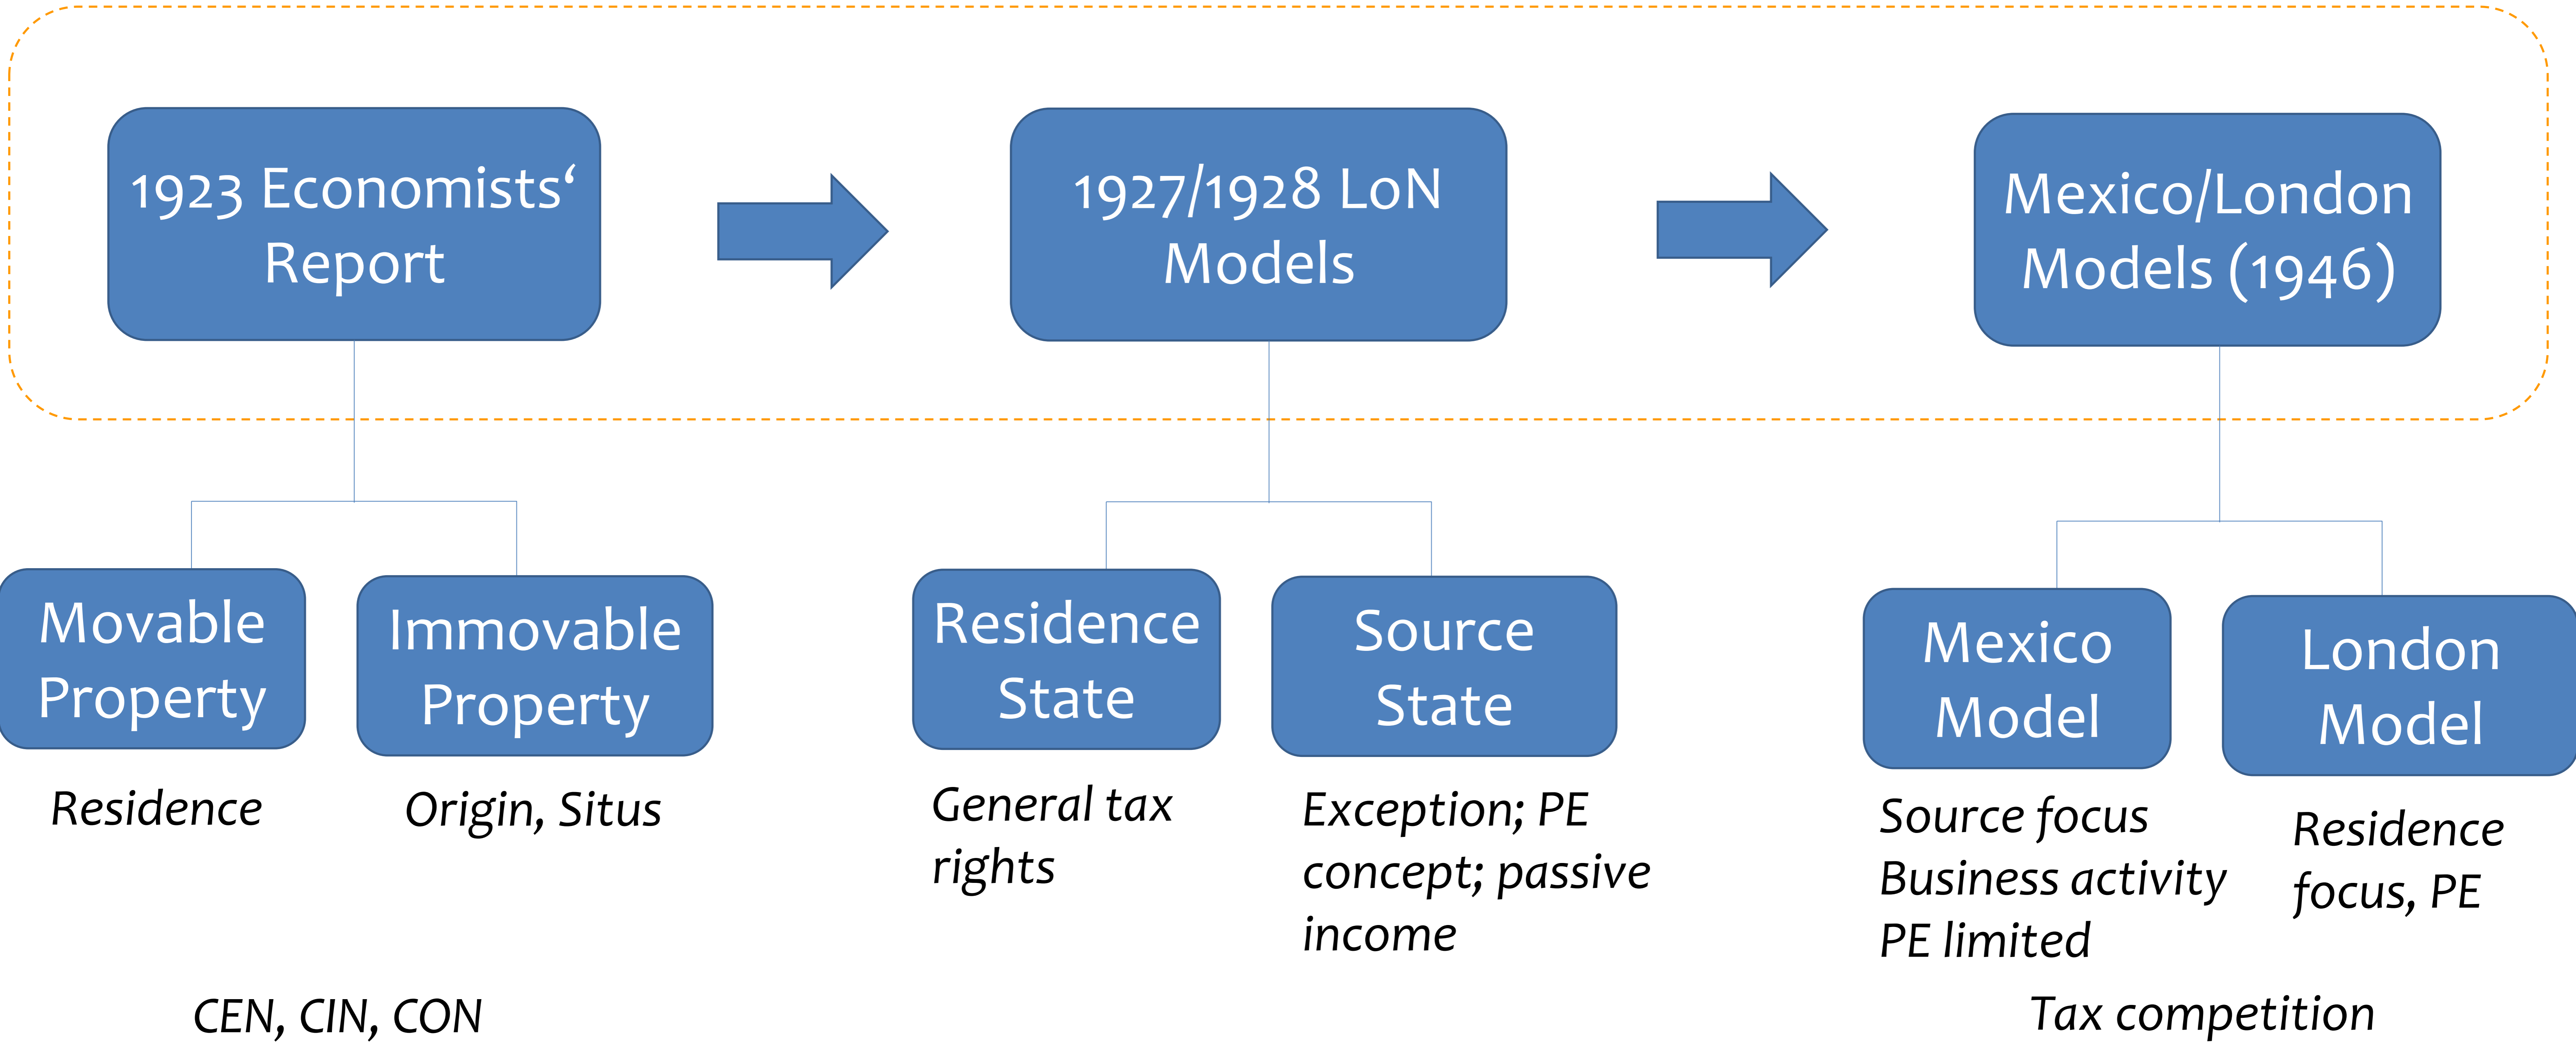 1923 Economists‘
Report
1927/1928 LoN
Models
Mexico/London
Models (1946)
Movable
Property
Immovable
Property
Residence
State
Source
State
Mexico
Model
London
Model
Residence
Origin, Situs
General tax
rights
Exception; PE
concept; passive
income
Source focus
Business activity
PE limited
Residence
focus, PE
CEN, CIN, CON
Tax competition